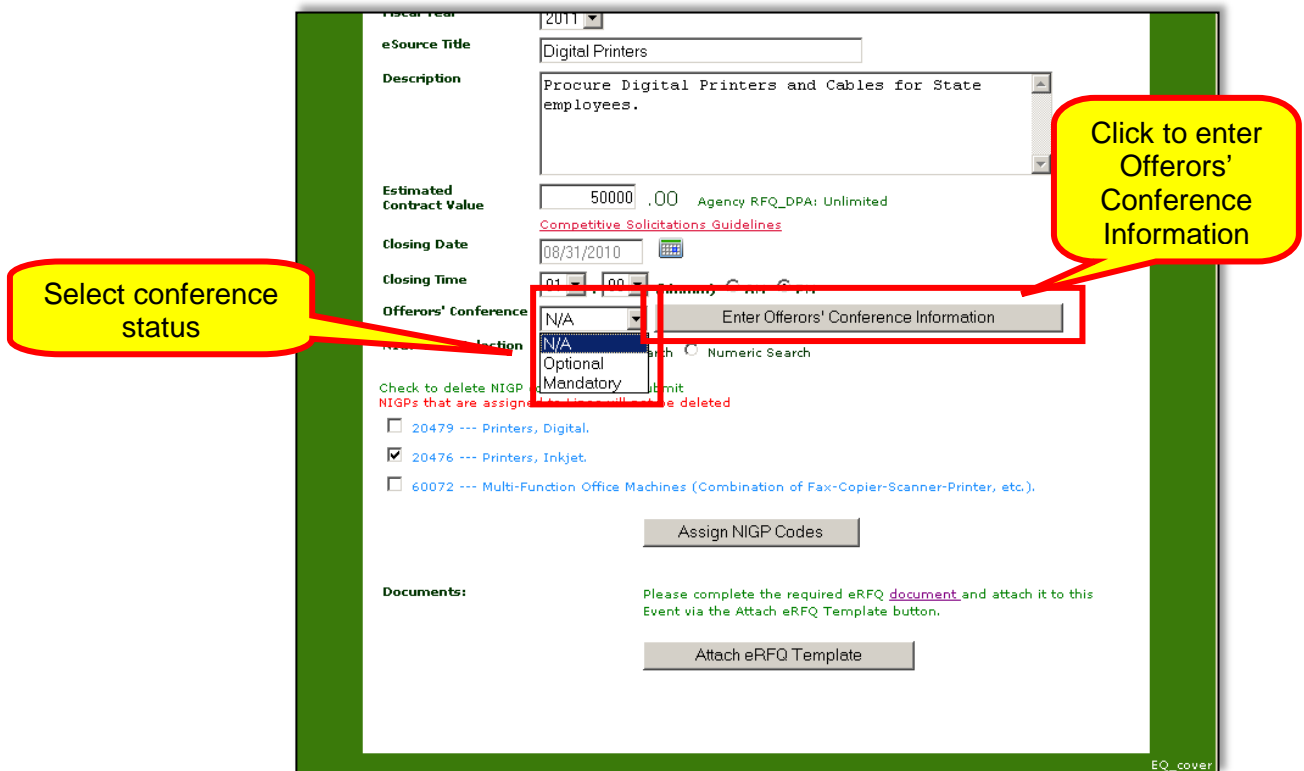 2011
eSource Title
Digital Printers
Description
Procure Digital Printers and Cables for State
employees.
Click to enter
Offerors'
Conference
Information
Estimated
Contract Value
50000 .00 Agency RFQ_DPA: Unlimited
Competitive Solicitations Guidelines
Closing Date
08/31/2010
Select conference
status
Closing Time
Offerors' Conference
N/A
Enter Offerors' Conference Information
N/A
Numeric Search
Optional
Mandatory
Check to delete NIGP
NIGPs that are
be deleted
20479 --- Printers, Digital.
20476 --- Printers, Inkjet.
60072 --- Multi-Function Office Machines (Combination of Fax-Copier-Scanner-Printer, etc.).
Assign NIGP Codes
Documents:
Please complete the required eRFQ document and attach it to this
Event via the Attach eRFQ Template button.
Attach eRFQ Template
EQ_cover